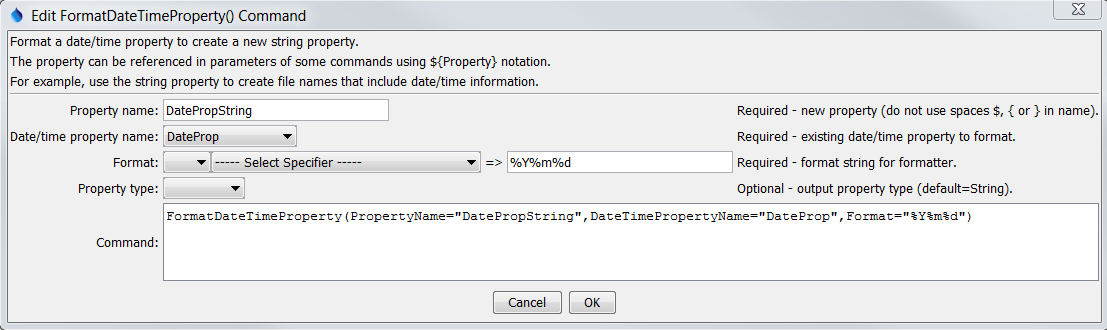 Edit FormatDateTimeProperty() Command
Format a date/time property to create a new string property.
The property can be referenced in parameters of some commands using ${Property} notation.
For example, use the string property to create file names that include date/time information.
Property name: DatePropString Required - new property (do not use spaces $, { or } in name).
Date/time property name: DateProp Required - existing date/time property to format.
Format: ----- Select Specifier ----- => %Y%m%d Required - format string for formatter.
Property type: Optional - output property type (default=String).
Command: FormatDateTimeProperty(PropertyName="DatePropString",DateTimePropertyName="DateProp",Format="%Y%m%d")
Cancel OK